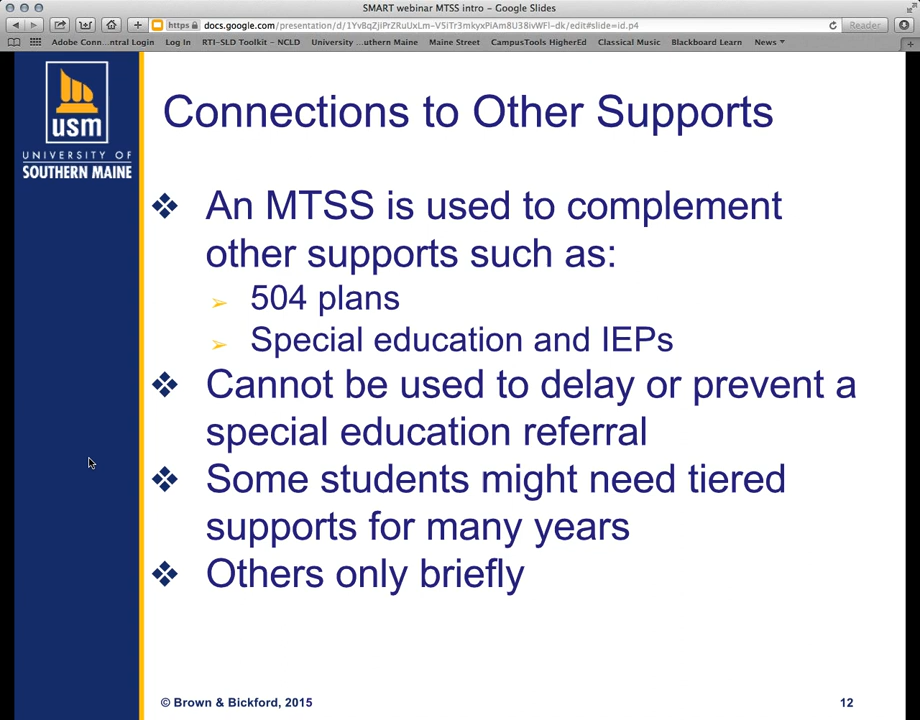 SMART webinar MTSS intro – Google Slides
https docs.google.com/presentation/d/1YvBqZjlPrZRuUxLm-V5iTr3mkyxPlAm8U38ivWFl-dk/edit#slide=id.p4 Reader
Adobe Conn...ntral Login Log In RTI-SLD Toolkit - NCLD University ...uthern Maine Maine Street CampusTools HigherEd Classical Music Blackboard Learn News
usm
UNIVERSITY OF
SOUTHERN MAINE
Connections to Other Supports
❖ An MTSS is used to complement
other supports such as:
➢ 504 plans
➢ Special education and IEPs
❖ Cannot be used to delay or prevent a
special education referral
❖ Some students might need tiered
supports for many years
❖ Others only briefly
© Brown & Bickford, 2015
12